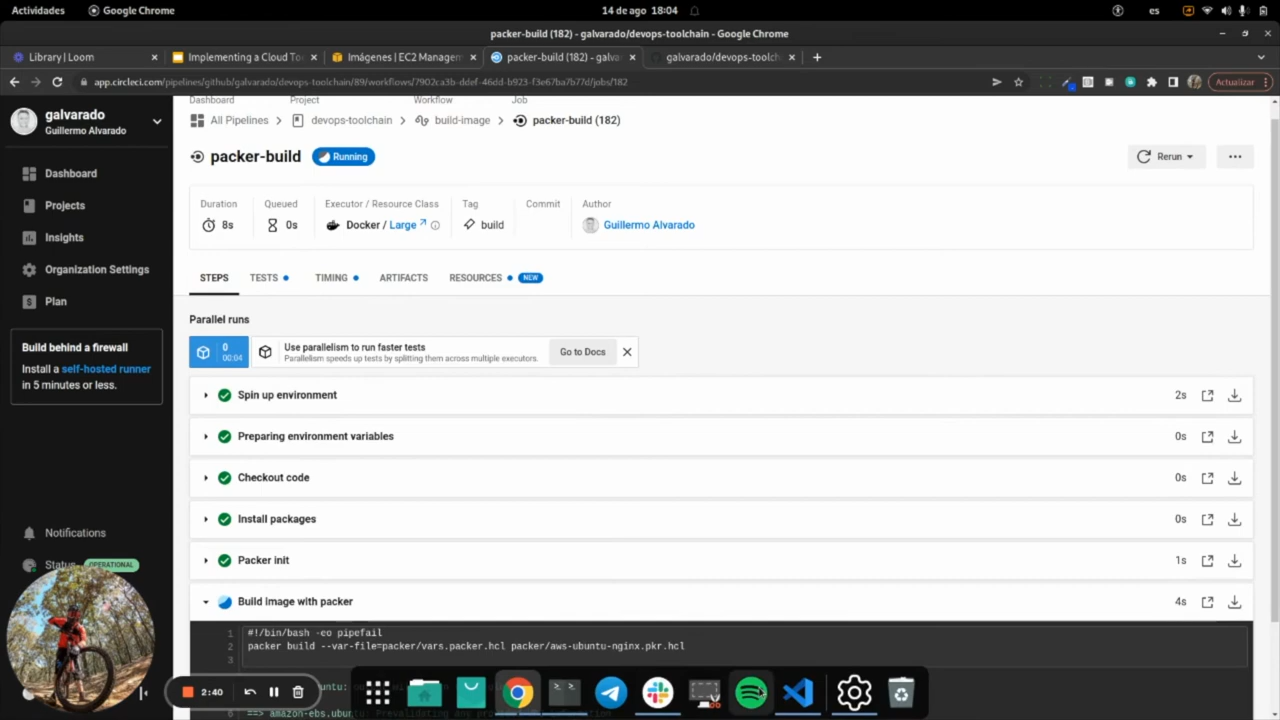 Actividades
Google Chrome
14 de ago 18:04
es
packer-build (182) - galvarado/devops-toolchain - Google Chrome
Library | Loom
Implementing a Cloud Too
Imágenes | EC2 Managem
packer-build (182) - galva
galvarado/devops-toolch
app.circleci.com/pipelines/github/galvarado/devops-toolchain/89/workflows/7902ca3b-ddef-46dd-b923-f3e67ba7b77d/jobs/182
Actualizar
galvarado
Guillermo Alvarado
Dashboard
Projects
Insights
Organization Settings
Plan
Build behind a firewall
Install a self-hosted runner
in 5 minutes or less.
Notifications
Status OPERATIONAL
2:40
Dashboard Project Workflow Job
All Pipelines devops-toolchain build-image packer-build (182)
packer-build Running
Rerun
Duration Queued Executor / Resource Class Tag Commit Author
8s 0s Docker / Large build Guillermo Alvarado
STEPS TESTS TIMING ARTIFACTS RESOURCES NEW
Parallel runs
0
00:04
Use parallelism to run faster tests
Parallelism speeds up tests by splitting them across multiple executors.
Go to Docs
Spin up environment 2s
Preparing environment variables 0s
Checkout code 0s
Install packages 0s
Packer init 1s
Build image with packer 4s
1 #!/bin/bash -eo pipefail
2 packer build --var-file=packer/vars.packer.hcl packer/aws-ubuntu-nginx.pkr.hcl
3
6 ==> amazon-ebs.ubuntu: Prevalidating any